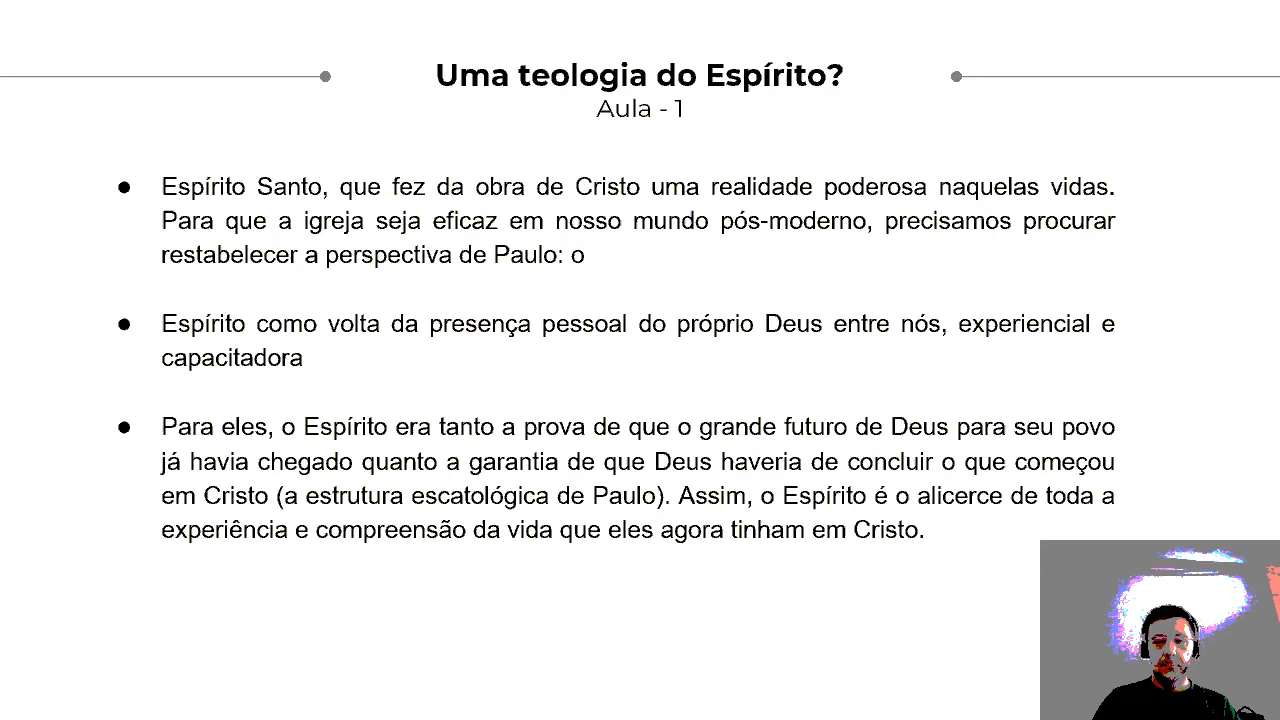 Uma teologia do Espírito?
Aula - 1
● Espírito Santo, que fez da obra de Cristo uma realidade poderosa naquelas vidas.
Para que a igreja seja eficaz em nosso mundo pós-moderno, precisamos procurar
restabelecer a perspectiva de Paulo: o
● Espírito como volta da presença pessoal do próprio Deus entre nós, experiencial e
capacitadora
● Para eles, o Espírito era tanto a prova de que o grande futuro de Deus para seu povo
já havia chegado quanto a garantia de que Deus haveria de concluir o que começou
em Cristo (a estrutura escatológica de Paulo). Assim, o Espírito é o alicerce de toda a
experiência e compreensão da vida que eles agora tinham em Cristo.